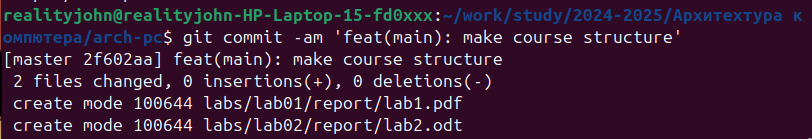 realityjohn@realityjohn-HP-Laptop-15-fd0xxx:~/work/study/2024-2025/Архитехтура к
омпютера/arch-pc$ git commit -am 'feat(main): make course structure'
[master 2f602aa] feat(main): make course structure
 2 files changed, 0 insertions(+), 0 deletions(-)
 create mode 100644 labs/lab01/report/lab1.pdf
 create mode 100644 labs/lab02/report/lab2.odt